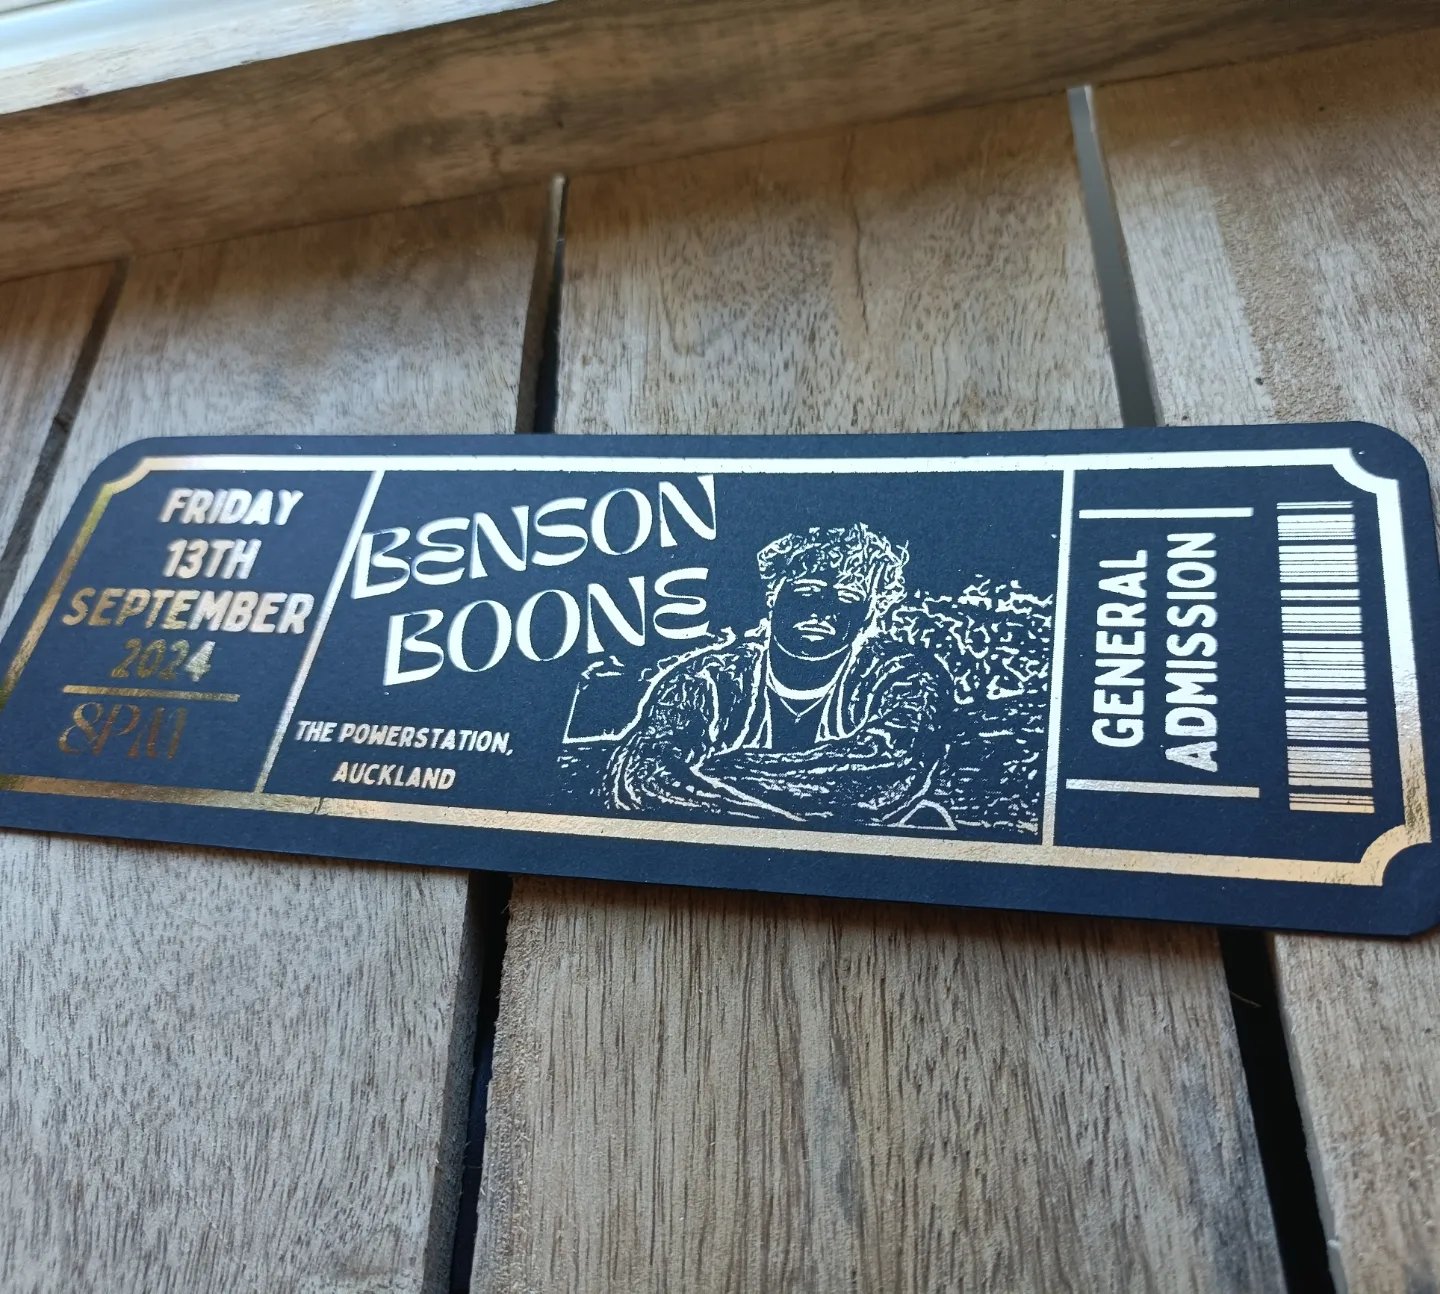 FRIDAY
13TH
SEPTEMBER
2024
8PM
BENSON
BOONE
THE POWERSTATION,
AUCKLAND
GENERAL
ADMISSION